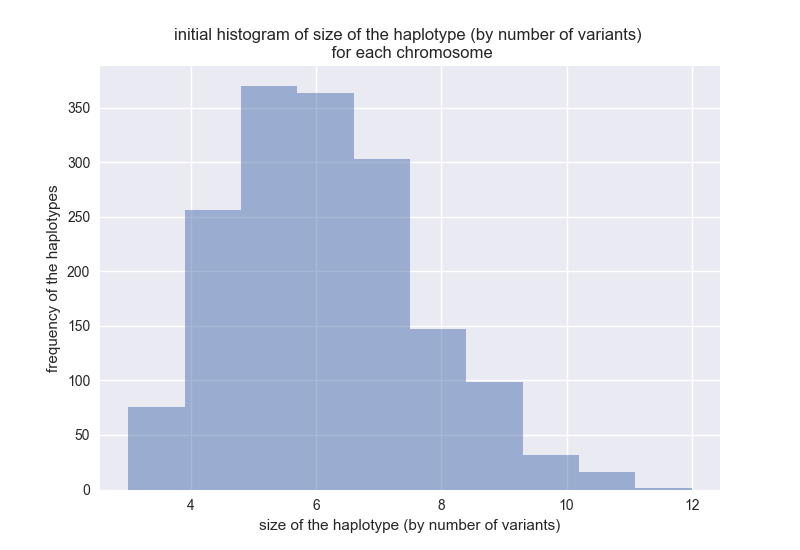 initial histogram of size of the haplotype (by number of variants)
for each chromosome
frequency of the haplotypes
350
300
250
200
150
100
50
0
4 6 8 10 12
size of the haplotype (by number of variants)